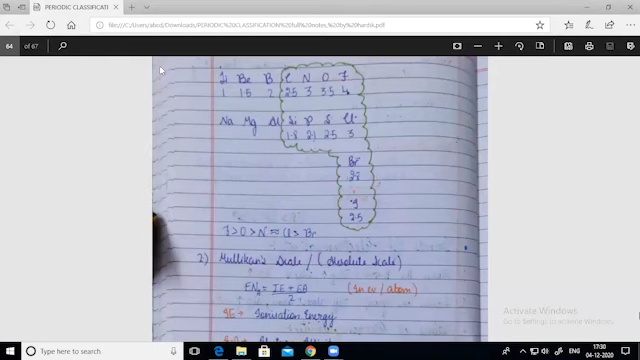 PERIODIC CLASSIFICATION
file:///C:/Users/abcd/Downloads/PERIODIC%20CLASSIFICATION%20full%20notes%20by%20hardik.pdf
64 of 67
Li Be B C N O F
1 1.5 2 2.5 3 3.5 4
Na Mg Al Si P S Cl
1.8 2.1 2.5 3
Br
2.8
I
2.5
F > O > N ≈ Cl > Br
2) Mullikan's Scale / (Absolute Scale)
EN = IE + EA (In ev / atom)
2
IE → Ionisation Energy
Activate Windows
Go to Settings to activate Windows.
Type here to search
ENG
17:30
04-12-2020